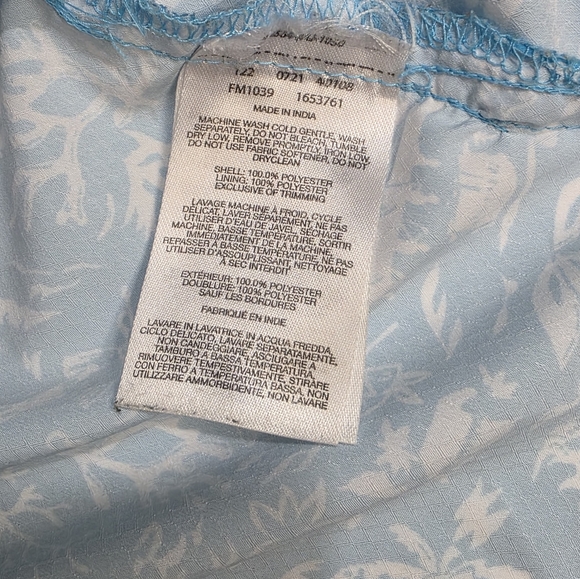 T22 0721 40108
FM1039 1653761
MADE IN INDIA
MACHINE WASH COLD GENTLE, WASH
SEPARATELY, DO NOT BLEACH, TUMBLE
DRY LOW, REMOVE PROMPTLY, IRON LOW,
DO NOT USE FABRIC SOFTENER, DO NOT
DRYCLEAN
SHELL: 100.0% POLYESTER
LINING: 100% POLYESTER
EXCLUSIVE OF TRIMMING
LAVAGE MACHINE À FROID, CYCLE
DÉLICAT, LAVER SÉPARÉMENT, NE PAS
UTILISER D'EAU DE JAVEL, SÉCHAGE
MACHINE, BASSE TEMPÉRATURE, SORTIR
IMMÉDIATEMENT DE LA MACHINE,
REPASSER À BASSE TEMPÉRATURE, NE PAS
UTILISER D'ASSOUPLISSANT, NETTOYAGE
À SEC INTERDIT
EXTÉRIEUR: 100.0% POLYESTER
DOUBLURE: 100% POLYESTER
SAUF LES BORDURES
FABRIQUÉ EN INDE
LAVARE IN LAVATRICE IN ACQUA FREDDA,
CICLO DELICATO, LAVARE SEPARATAMENTE,
NON CANDEGGIARE, ASCIUGARE A
TAMBURO A BASSA TEMPERATURA,
RIMUOVERE TEMPESTIVAMENTE, STIRARE
CON FERRO A TEMPERATURA BASSA, NON
UTILIZZARE AMMORBIDENTE, NON LAVARE